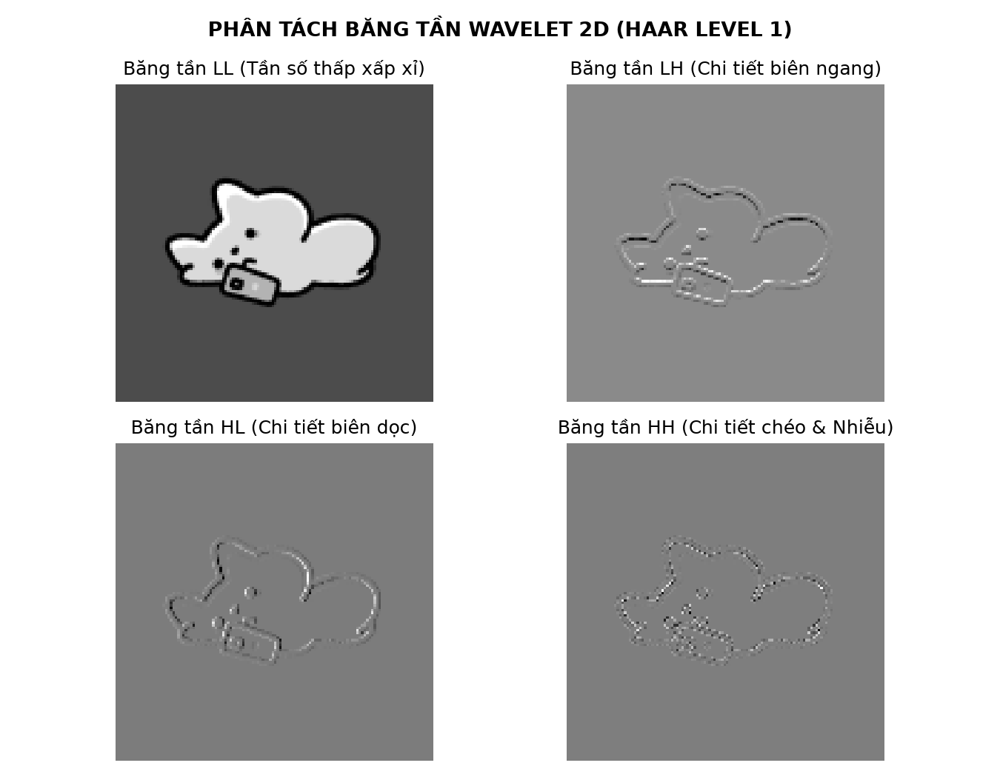 PHÂN TÁCH BĂNG TẦN WAVELET 2D (HAAR LEVEL 1)
Băng tần LL (Tần số thấp xấp xỉ)
Băng tần LH (Chi tiết biên ngang)
Băng tần HL (Chi tiết biên dọc)
Băng tần HH (Chi tiết chéo & Nhiễu)